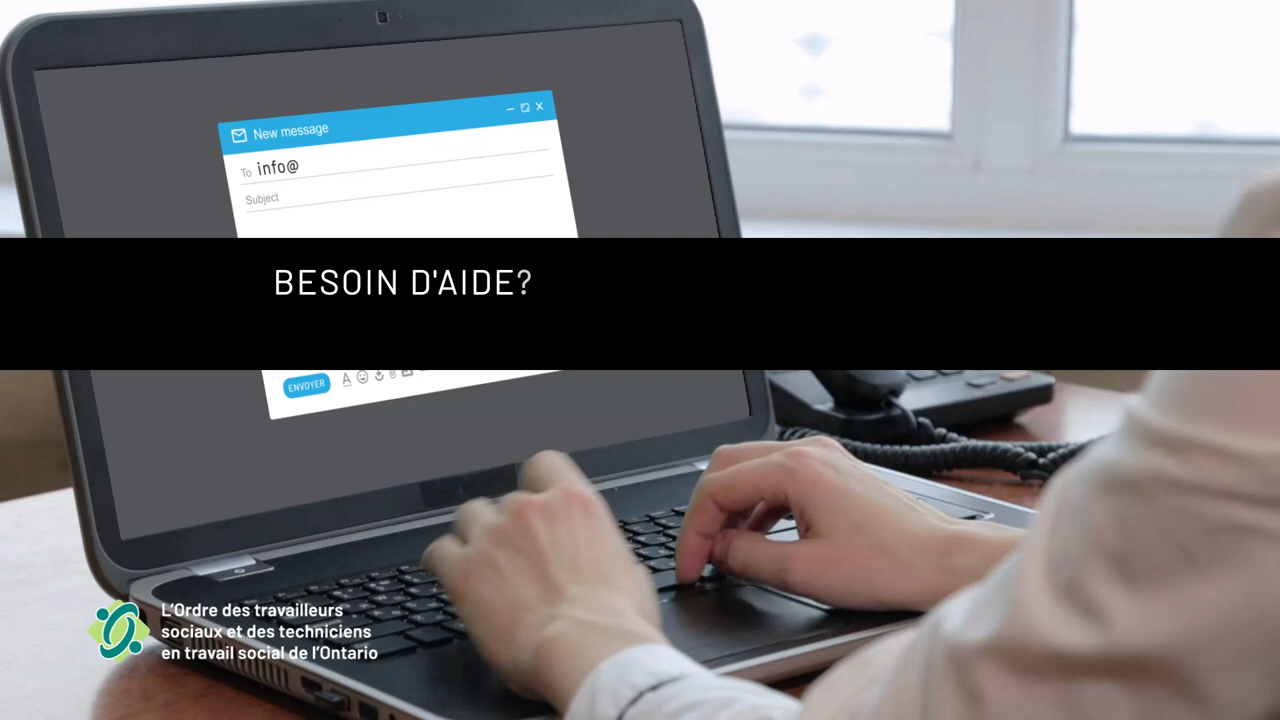 New message
To info@
Subject
BESOIN D'AIDE?
ENVOYER
L'Ordre des travailleurs
sociaux et des techniciens
en travail social de l'Ontario